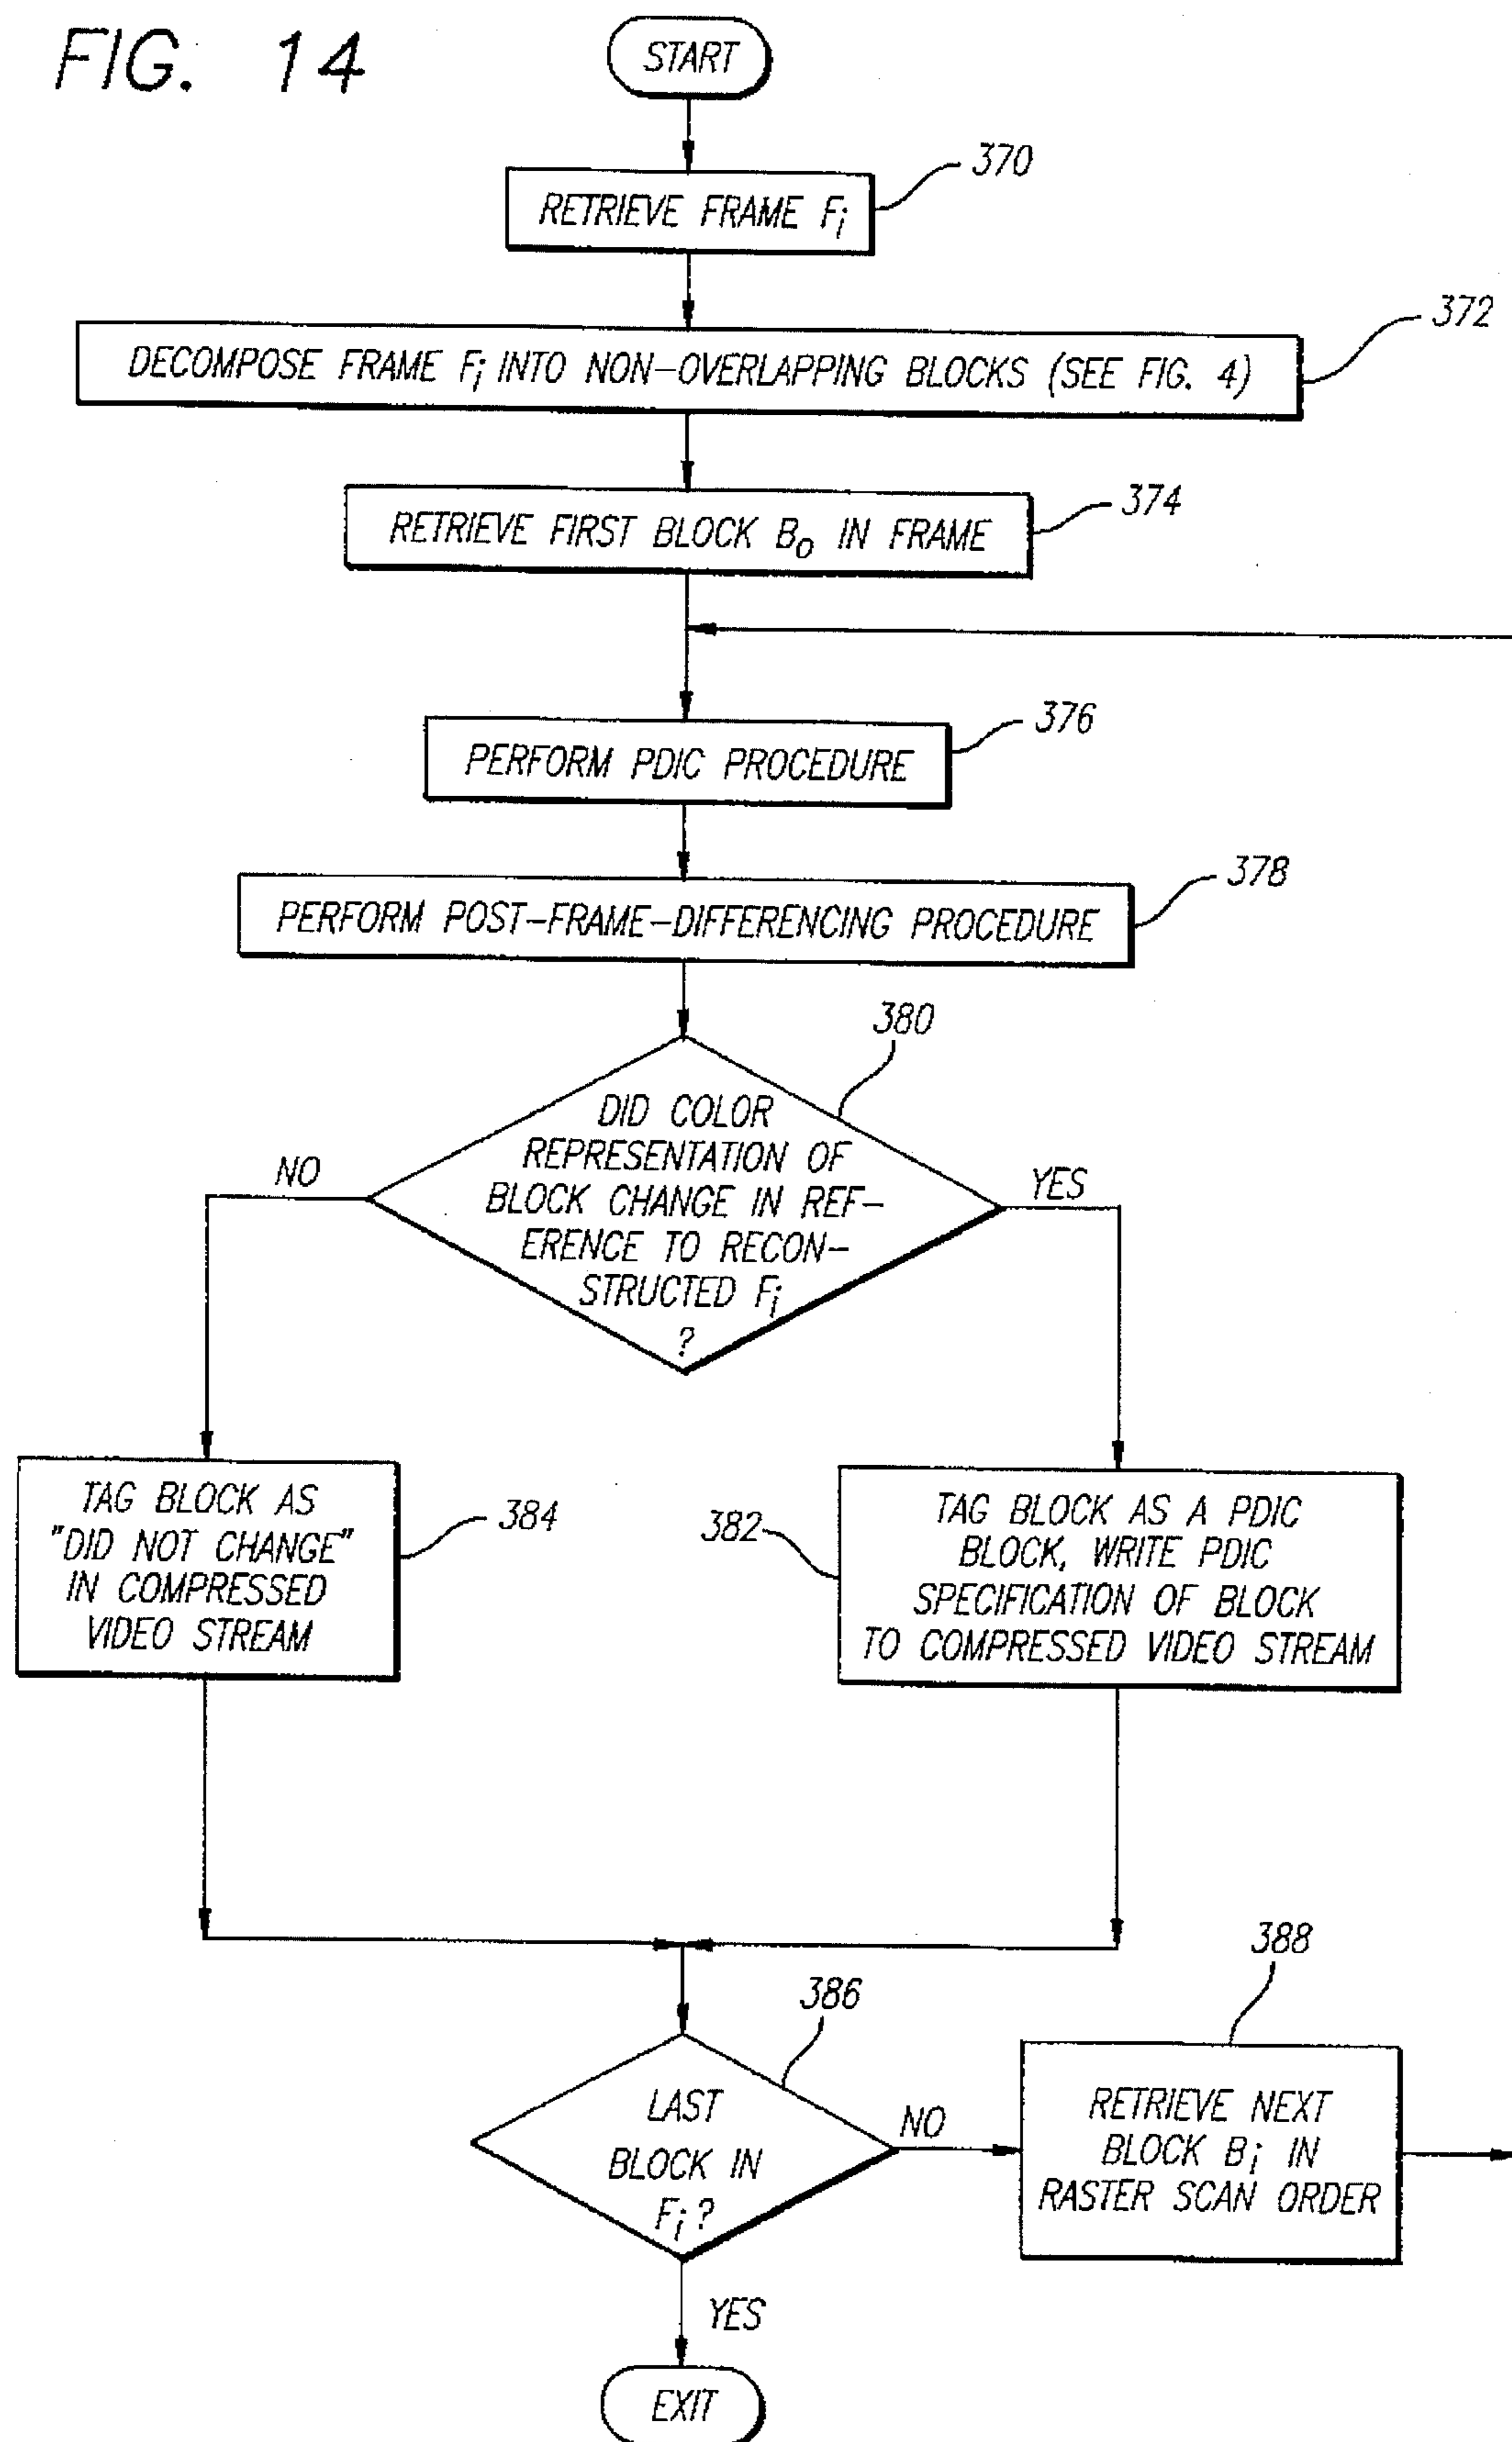 FIG. 14
START
370
RETRIEVE FRAME Fi
372
DECOMPOSE FRAME Fi INTO NON-OVERLAPPING BLOCKS (SEE FIG. 4)
374
RETRIEVE FIRST BLOCK B0 IN FRAME
376
PERFORM PDIC PROCEDURE
378
PERFORM POST-FRAME-DIFFERENCING PROCEDURE
380
DID COLOR
REPRESENTATION OF
BLOCK CHANGE IN REF-
ERENCE TO RECON-
STRUCTED Fi
?
NO
YES
TAG BLOCK AS
"DID NOT CHANGE"
IN COMPRESSED
VIDEO STREAM
384
382
TAG BLOCK AS A PDIC
BLOCK, WRITE PDIC
SPECIFICATION OF BLOCK
TO COMPRESSED VIDEO STREAM
386
LAST
BLOCK IN
Fi?
NO
388
RETRIEVE NEXT
BLOCK Bi IN
RASTER SCAN ORDER
YES
EXIT